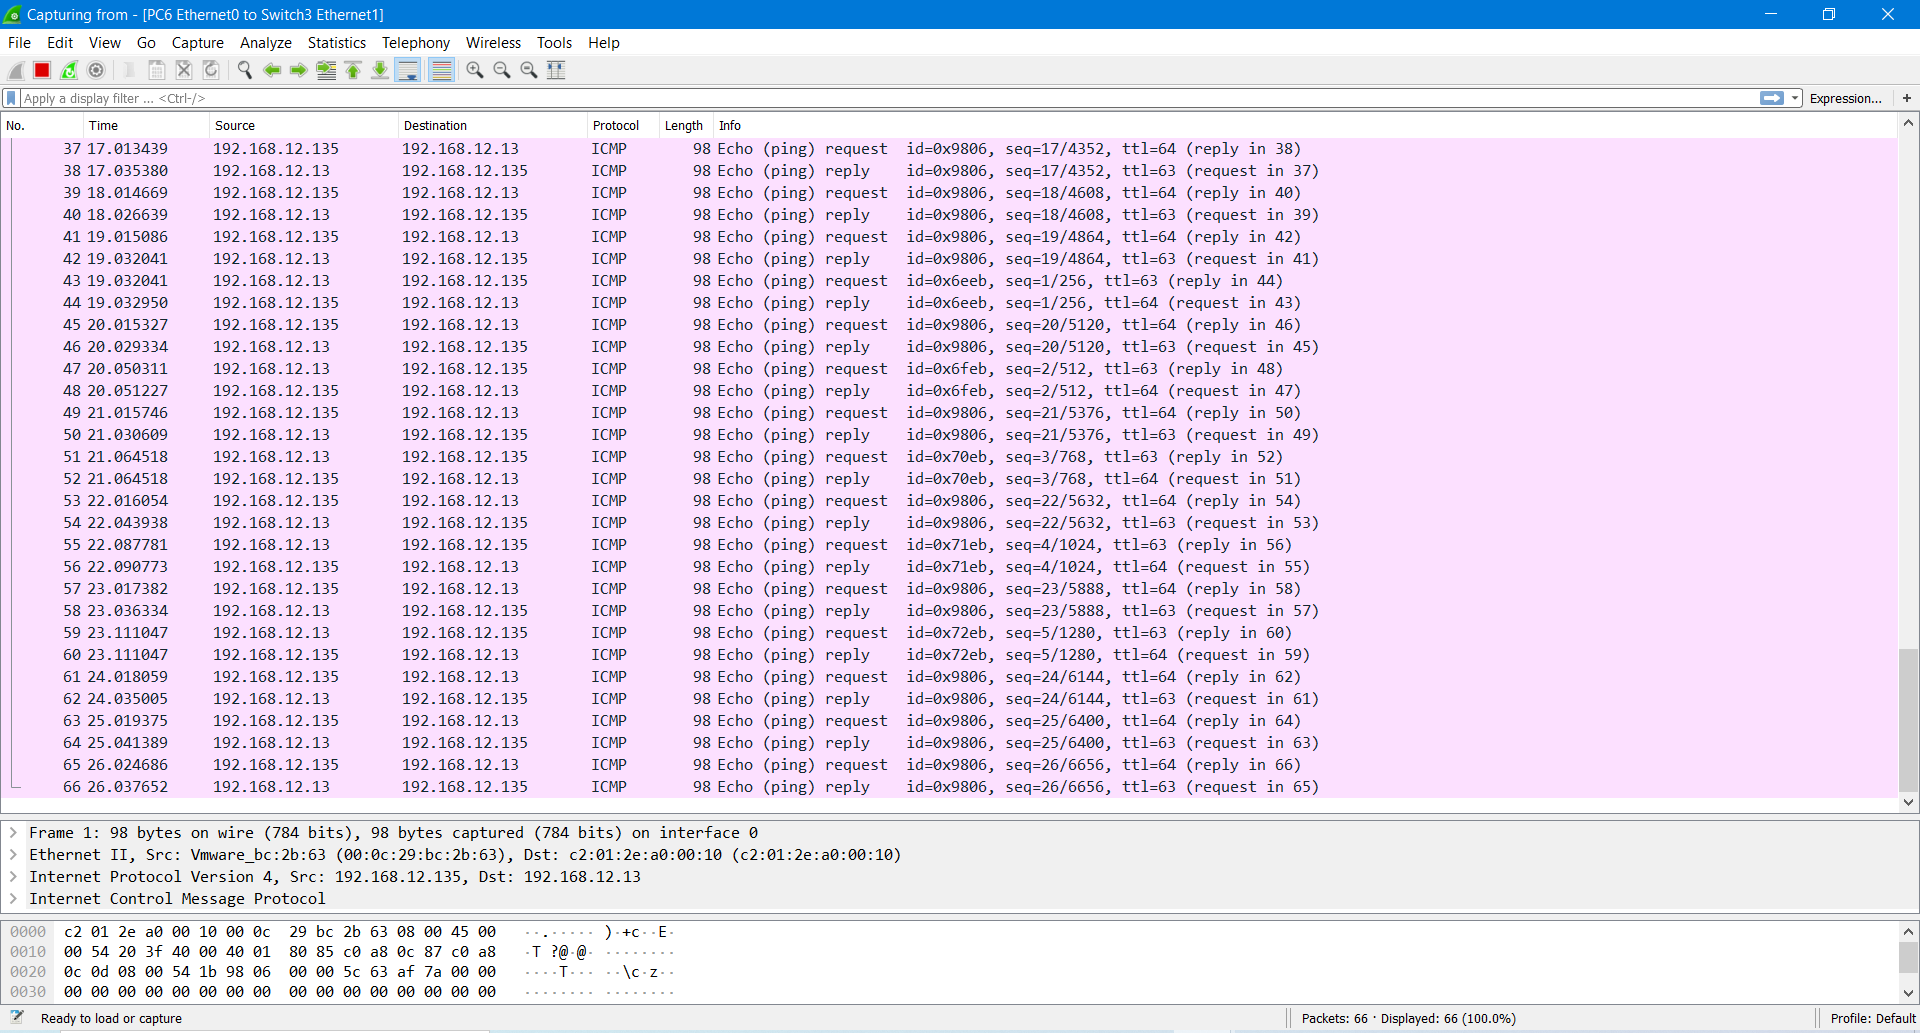 Capturing from - [PC6 Ethernet0 to Switch3 Ethernet1]
File Edit View Go Capture Analyze Statistics Telephony Wireless Tools Help
Apply a display filter ... <Ctrl-/> Expression... +
No. Time Source Destination Protocol Length Info
37 17.013439 192.168.12.135 192.168.12.13 ICMP 98 Echo (ping) request id=0x9806, seq=17/4352, ttl=64 (reply in 38)
38 17.035380 192.168.12.13 192.168.12.135 ICMP 98 Echo (ping) reply id=0x9806, seq=17/4352, ttl=63 (request in 37)
39 18.014669 192.168.12.135 192.168.12.13 ICMP 98 Echo (ping) request id=0x9806, seq=18/4608, ttl=64 (reply in 40)
40 18.026639 192.168.12.13 192.168.12.135 ICMP 98 Echo (ping) reply id=0x9806, seq=18/4608, ttl=63 (request in 39)
41 19.015086 192.168.12.135 192.168.12.13 ICMP 98 Echo (ping) request id=0x9806, seq=19/4864, ttl=64 (reply in 42)
42 19.032041 192.168.12.13 192.168.12.135 ICMP 98 Echo (ping) reply id=0x9806, seq=19/4864, ttl=63 (request in 41)
43 19.032041 192.168.12.13 192.168.12.135 ICMP 98 Echo (ping) request id=0x6eeb, seq=1/256, ttl=63 (reply in 44)
44 19.032950 192.168.12.135 192.168.12.13 ICMP 98 Echo (ping) reply id=0x6eeb, seq=1/256, ttl=64 (request in 43)
45 20.015327 192.168.12.135 192.168.12.13 ICMP 98 Echo (ping) request id=0x9806, seq=20/5120, ttl=64 (reply in 46)
46 20.029334 192.168.12.13 192.168.12.135 ICMP 98 Echo (ping) reply id=0x9806, seq=20/5120, ttl=63 (request in 45)
47 20.050311 192.168.12.13 192.168.12.135 ICMP 98 Echo (ping) request id=0x6feb, seq=2/512, ttl=63 (reply in 48)
48 20.051227 192.168.12.135 192.168.12.13 ICMP 98 Echo (ping) reply id=0x6feb, seq=2/512, ttl=64 (request in 47)
49 21.015746 192.168.12.135 192.168.12.13 ICMP 98 Echo (ping) request id=0x9806, seq=21/5376, ttl=64 (reply in 50)
50 21.030609 192.168.12.13 192.168.12.135 ICMP 98 Echo (ping) reply id=0x9806, seq=21/5376, ttl=63 (request in 49)
51 21.064518 192.168.12.13 192.168.12.135 ICMP 98 Echo (ping) request id=0x70eb, seq=3/768, ttl=63 (reply in 52)
52 21.064518 192.168.12.135 192.168.12.13 ICMP 98 Echo (ping) reply id=0x70eb, seq=3/768, ttl=64 (request in 51)
53 22.016054 192.168.12.135 192.168.12.13 ICMP 98 Echo (ping) request id=0x9806, seq=22/5632, ttl=64 (reply in 54)
54 22.043938 192.168.12.13 192.168.12.135 ICMP 98 Echo (ping) reply id=0x9806, seq=22/5632, ttl=63 (request in 53)
55 22.087781 192.168.12.13 192.168.12.135 ICMP 98 Echo (ping) request id=0x71eb, seq=4/1024, ttl=63 (reply in 56)
56 22.090773 192.168.12.135 192.168.12.13 ICMP 98 Echo (ping) reply id=0x71eb, seq=4/1024, ttl=64 (request in 55)
57 23.017382 192.168.12.135 192.168.12.13 ICMP 98 Echo (ping) request id=0x9806, seq=23/5888, ttl=64 (reply in 58)
58 23.036334 192.168.12.13 192.168.12.135 ICMP 98 Echo (ping) reply id=0x9806, seq=23/5888, ttl=63 (request in 57)
59 23.111047 192.168.12.13 192.168.12.135 ICMP 98 Echo (ping) request id=0x72eb, seq=5/1280, ttl=63 (reply in 60)
60 23.111047 192.168.12.135 192.168.12.13 ICMP 98 Echo (ping) reply id=0x72eb, seq=5/1280, ttl=64 (request in 59)
61 24.018059 192.168.12.135 192.168.12.13 ICMP 98 Echo (ping) request id=0x9806, seq=24/6144, ttl=64 (reply in 62)
62 24.035005 192.168.12.13 192.168.12.135 ICMP 98 Echo (ping) reply id=0x9806, seq=24/6144, ttl=63 (request in 61)
63 25.019375 192.168.12.135 192.168.12.13 ICMP 98 Echo (ping) request id=0x9806, seq=25/6400, ttl=64 (reply in 64)
64 25.041389 192.168.12.13 192.168.12.135 ICMP 98 Echo (ping) reply id=0x9806, seq=25/6400, ttl=63 (request in 63)
65 26.024686 192.168.12.135 192.168.12.13 ICMP 98 Echo (ping) request id=0x9806, seq=26/6656, ttl=64 (reply in 66)
66 26.037652 192.168.12.13 192.168.12.135 ICMP 98 Echo (ping) reply id=0x9806, seq=26/6656, ttl=63 (request in 65)
Frame 1: 98 bytes on wire (784 bits), 98 bytes captured (784 bits) on interface 0
Ethernet II, Src: Vmware_bc:2b:63 (00:0c:29:bc:2b:63), Dst: c2:01:2e:a0:00:10 (c2:01:2e:a0:00:10)
Internet Protocol Version 4, Src: 192.168.12.135, Dst: 192.168.12.13
Internet Control Message Protocol
0000 c2 01 2e a0 00 10 00 0c 29 bc 2b 63 08 00 45 00 ··.····· )·+c··E·
0010 00 54 20 3f 40 00 40 01 80 85 c0 a8 0c 87 c0 a8 ·T ?@·@· ········
0020 0c 0d 08 00 54 1b 98 06 00 00 5c 63 af 7a 00 00 ····T··· ··\c·z··
0030 00 00 00 00 00 00 00 00 00 00 00 00 00 00 00 00 ········ ········
Ready to load or capture Packets: 66 · Displayed: 66 (100.0%) Profile: Default